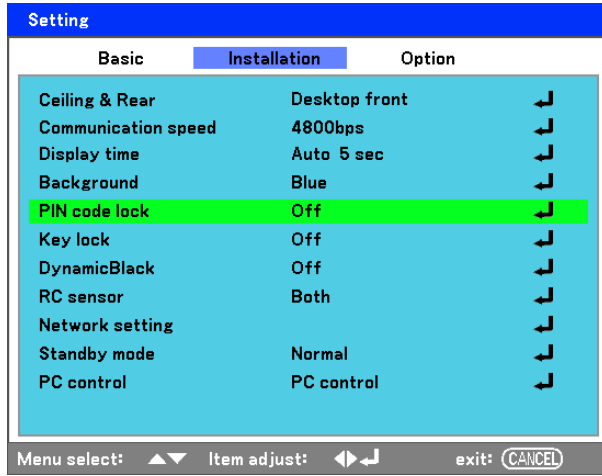 Setting
Basic Installation Option
Ceiling & Rear Desktop front
Communication speed 4800bps
Display time Auto 5 sec
Background Blue
PIN code lock Off
Key lock Off
DynamicBlack Off
RC sensor Both
Network setting
Standby mode Normal
PC control PC control
Menu select: Item adjust: exit: CANCEL